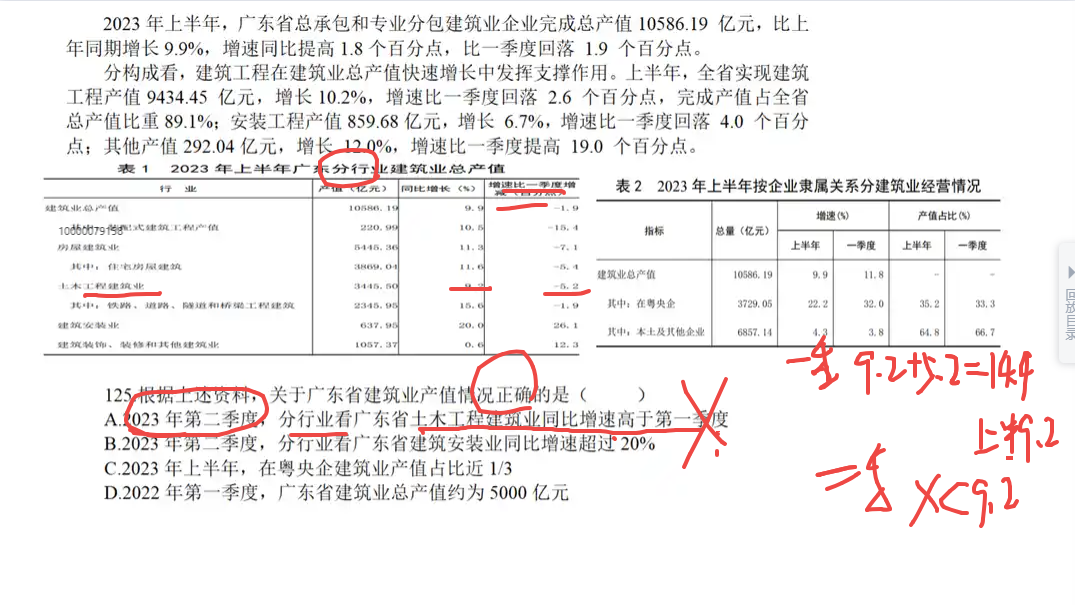 2023 年上半年，广东省总承包和专业分包建筑业企业完成总产值 10586.19 亿元，比上
年同期增长 9.9%，增速同比提高 1.8 个百分点，比一季度回落 1.9 个百分点。
分构成看，建筑工程在建筑业总产值快速增长中发挥支撑作用。上半年，全省实现建筑
工程产值 9434.45 亿元，增长 10.2%，增速比一季度回落 2.6 个百分点，完成产值占全省
总产值比重 89.1%；安装工程产值 859.68 亿元，增长 6.7%，增速比一季度回落 4.0 个百分
点；其他产值 292.04 亿元，增长 12.0%，增速比一季度提高 19.0 个百分点。
表 1 2023 年上半年广东分行业建筑业总产值
行 业 产值（亿元） 同比增长（%） 增速比一季度增减（百分点）
建筑业总产值 10586.19 9.9 -1.9
工程产值 220.99 10.5 -15.4
10000079158
房屋建筑业 5445.36 11.3 -7.1
其中：住宅房屋建筑 3869.04 11.6 -5.4
土木工程建筑业 3445.50 9.2 -5.2
其中：铁路、道路、隧道和桥梁工程建筑 2345.95 15.6 -1.9
建筑安装业 637.95 20.0 26.1
建筑装饰、装修和其他建筑业 1057.37 0.6 12.3
表 2 2023 年上半年按企业隶属关系分建筑业经营情况
指标 总量（亿元） 增速(%) 产值占比(%)
上半年 一季度 上半年 一季度
建筑业总产值 10586.19 9.9 11.8 - -
其中：在粤央企 3729.05 22.2 32.0 35.2 33.3
其中：本土及其他企业 6857.14 4.3 3.8 64.8 66.7
125.根据上述资料，关于广东省建筑业产值情况正确的是（ ）
A.2023 年第二季度，分行业看广东省土木工程建筑业同比增速高于第一季度
B.2023 年第二季度，分行业看广东省建筑安装业同比增速超过 20%
C.2023 年上半年，在粤央企建筑业产值占比近 1/3
D.2022 年第一季度，广东省建筑业总产值约为 5000 亿元
9.2+5.2=14.4
9.2
X<9.2
回放目录